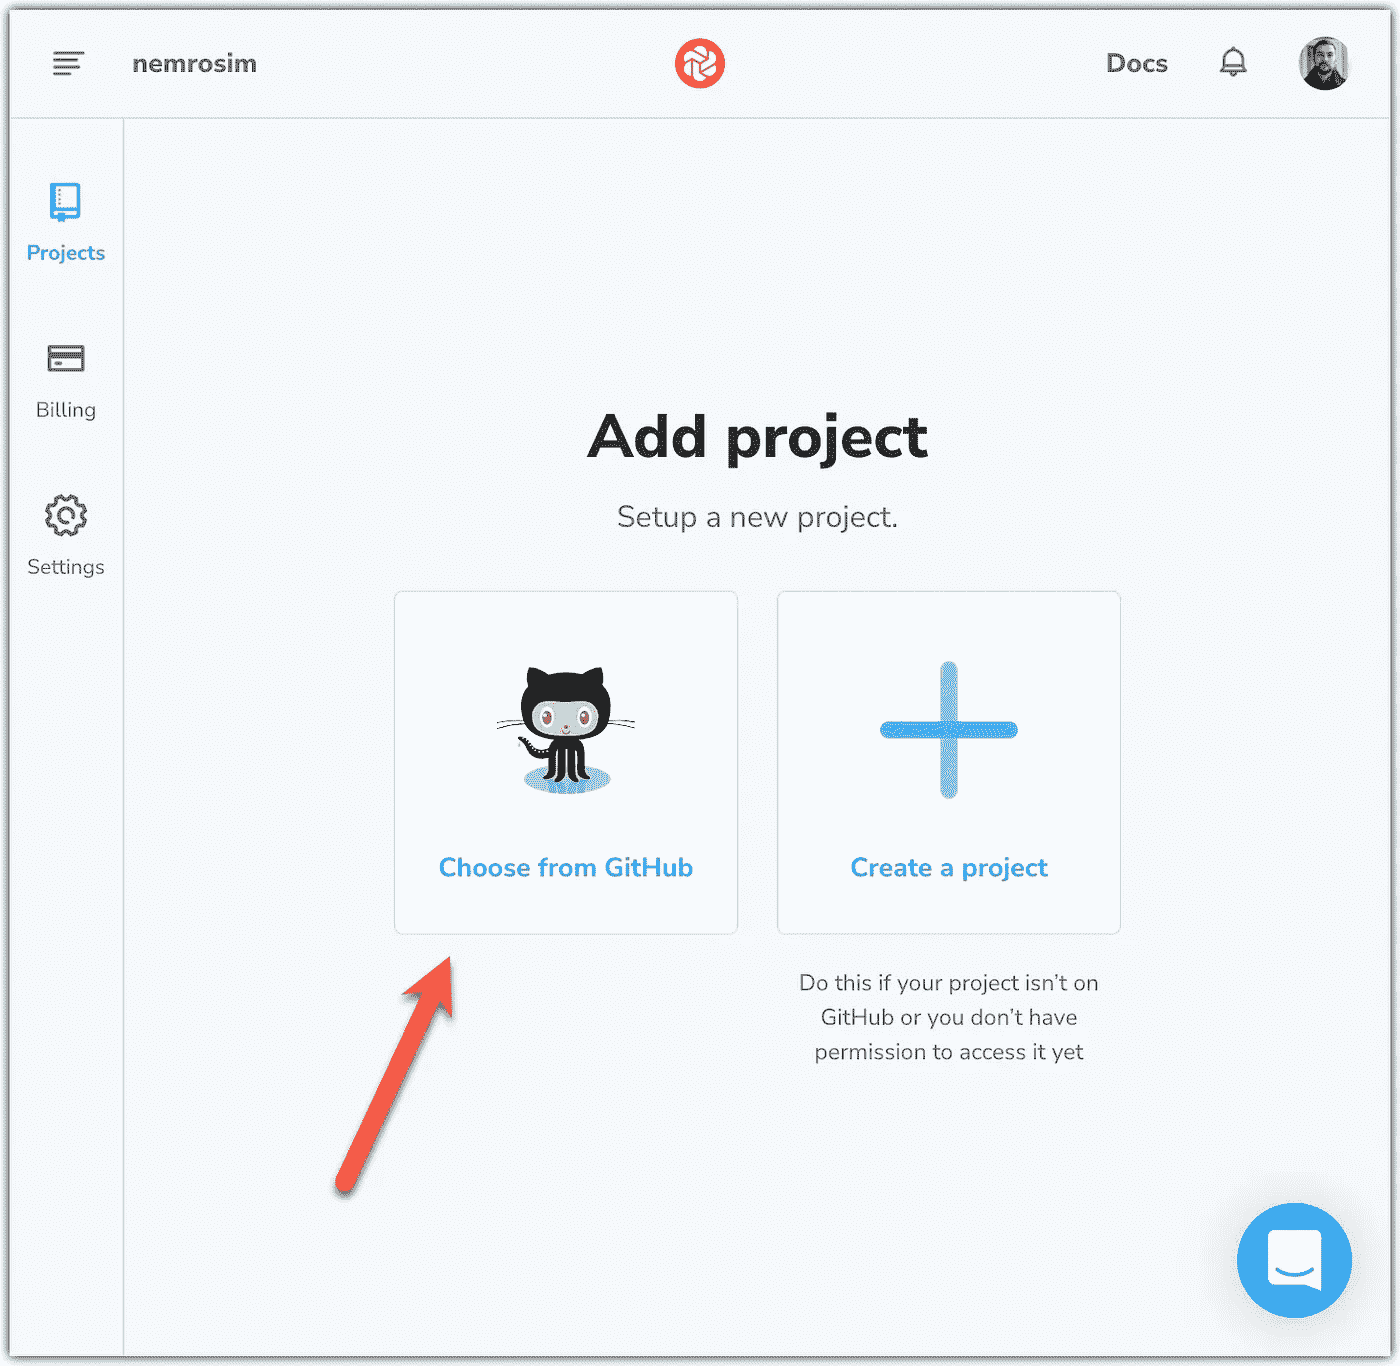 nemrosim
Docs
Projects
Billing
Settings
Add project
Setup a new project.
Choose from GitHub
Create a project
Do this if your project isn't on
GitHub or you don't have
permission to access it yet